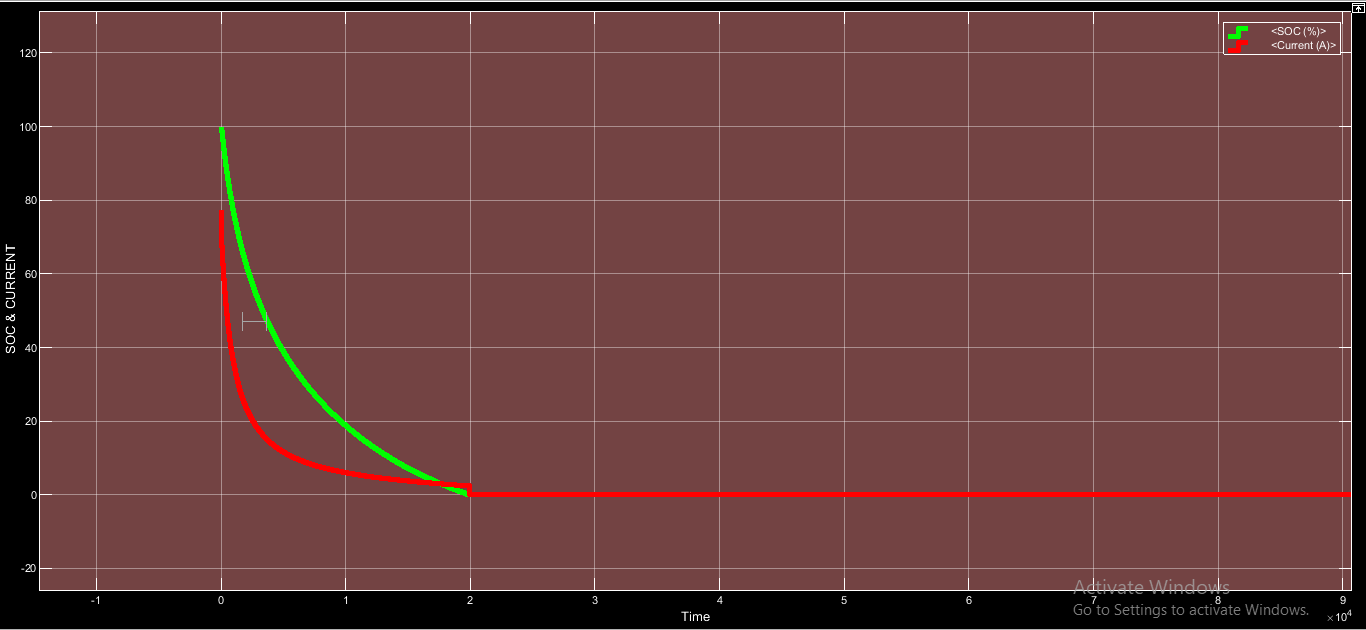 <SOC (%)>
<Current (A)>
120
100
80
60
40
20
0
-20
SOC & CURRENT
-1 0 1 2 3 4 5 6 7 8 9
×10⁴
Time
Activate Windows
Go to Settings to activate Windows.